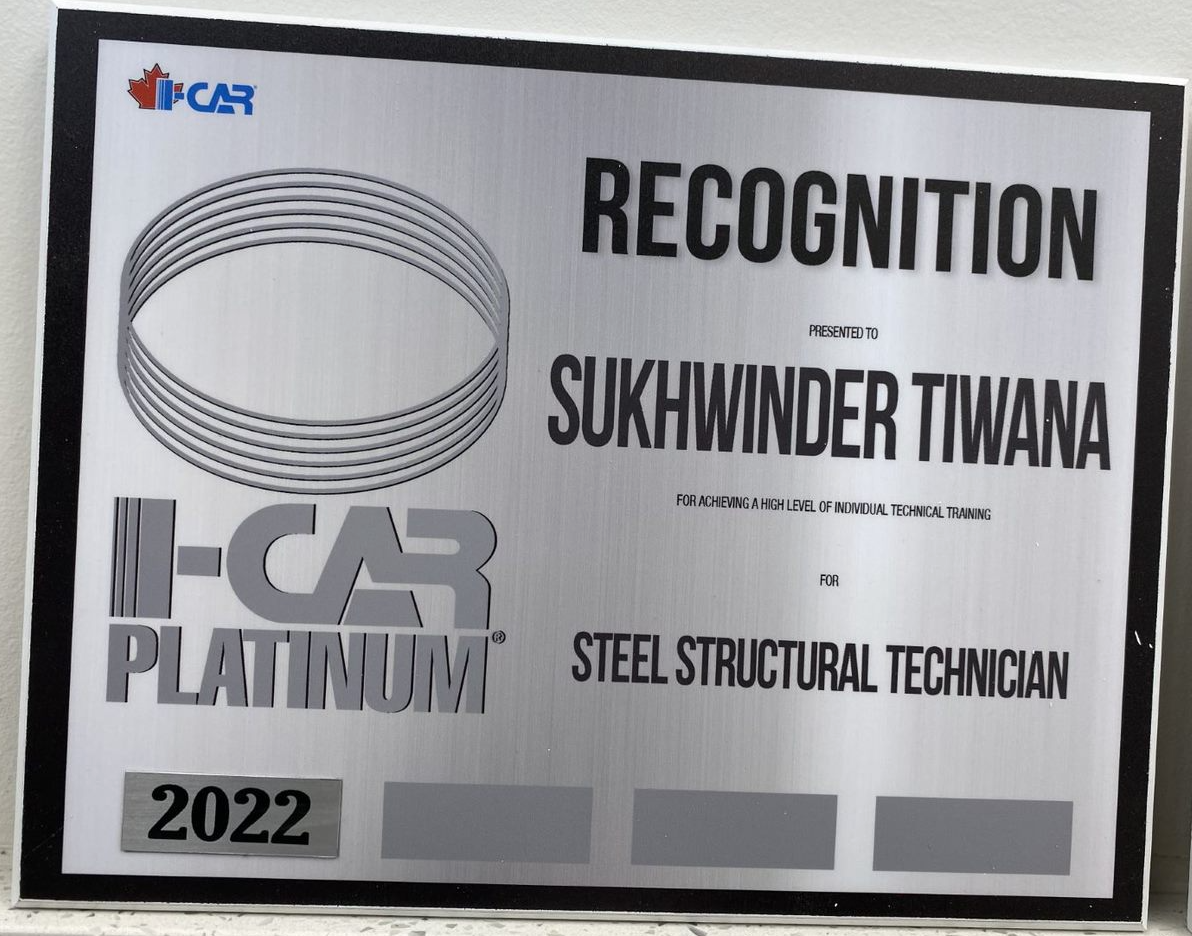 I-CAR
RECOGNITION
PRESENTED TO
SUKHWINDER TIWANA
FOR ACHIEVING A HIGH LEVEL OF INDIVIDUAL TECHNICAL TRAINING
FOR
STEEL STRUCTURAL TECHNICIAN
I-CAR
PLATINUM®
2022